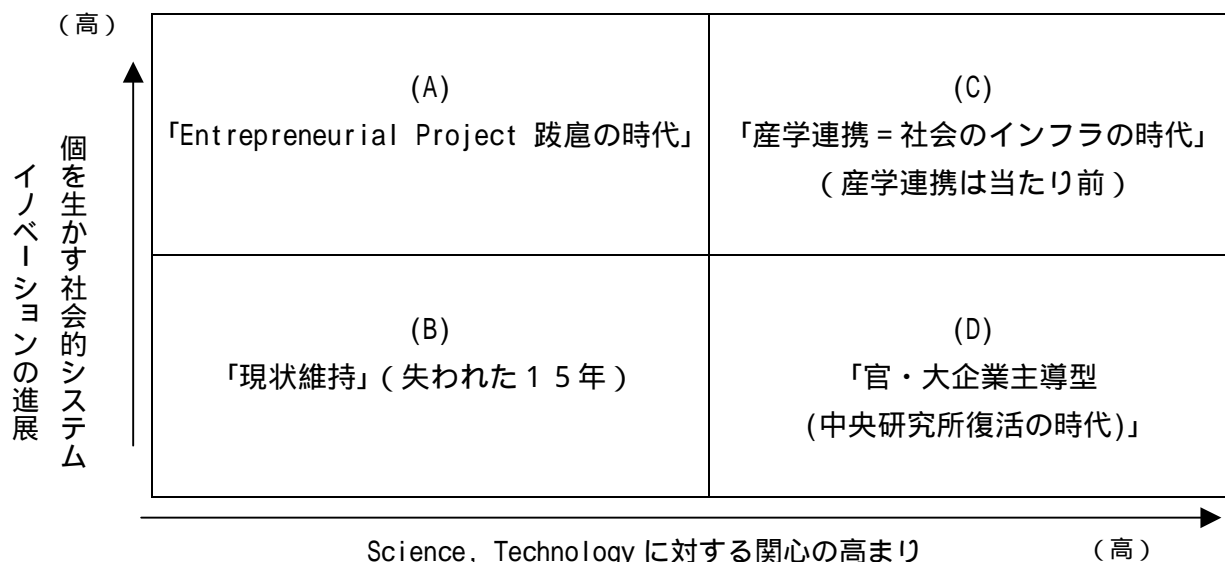 （高）
個を生かす社会的システム
イノベーションの進展
(A)
「Entrepreneurial Project 跋扈の時代」
(C)
「産学連携＝社会のインフラの時代」
（産学連携は当たり前）
(B)
「現状維持」（失われた１５年）
(D)
「官・大企業主導型
(中央研究所復活の時代)」
Science, Technology に対する関心の高まり
（高）